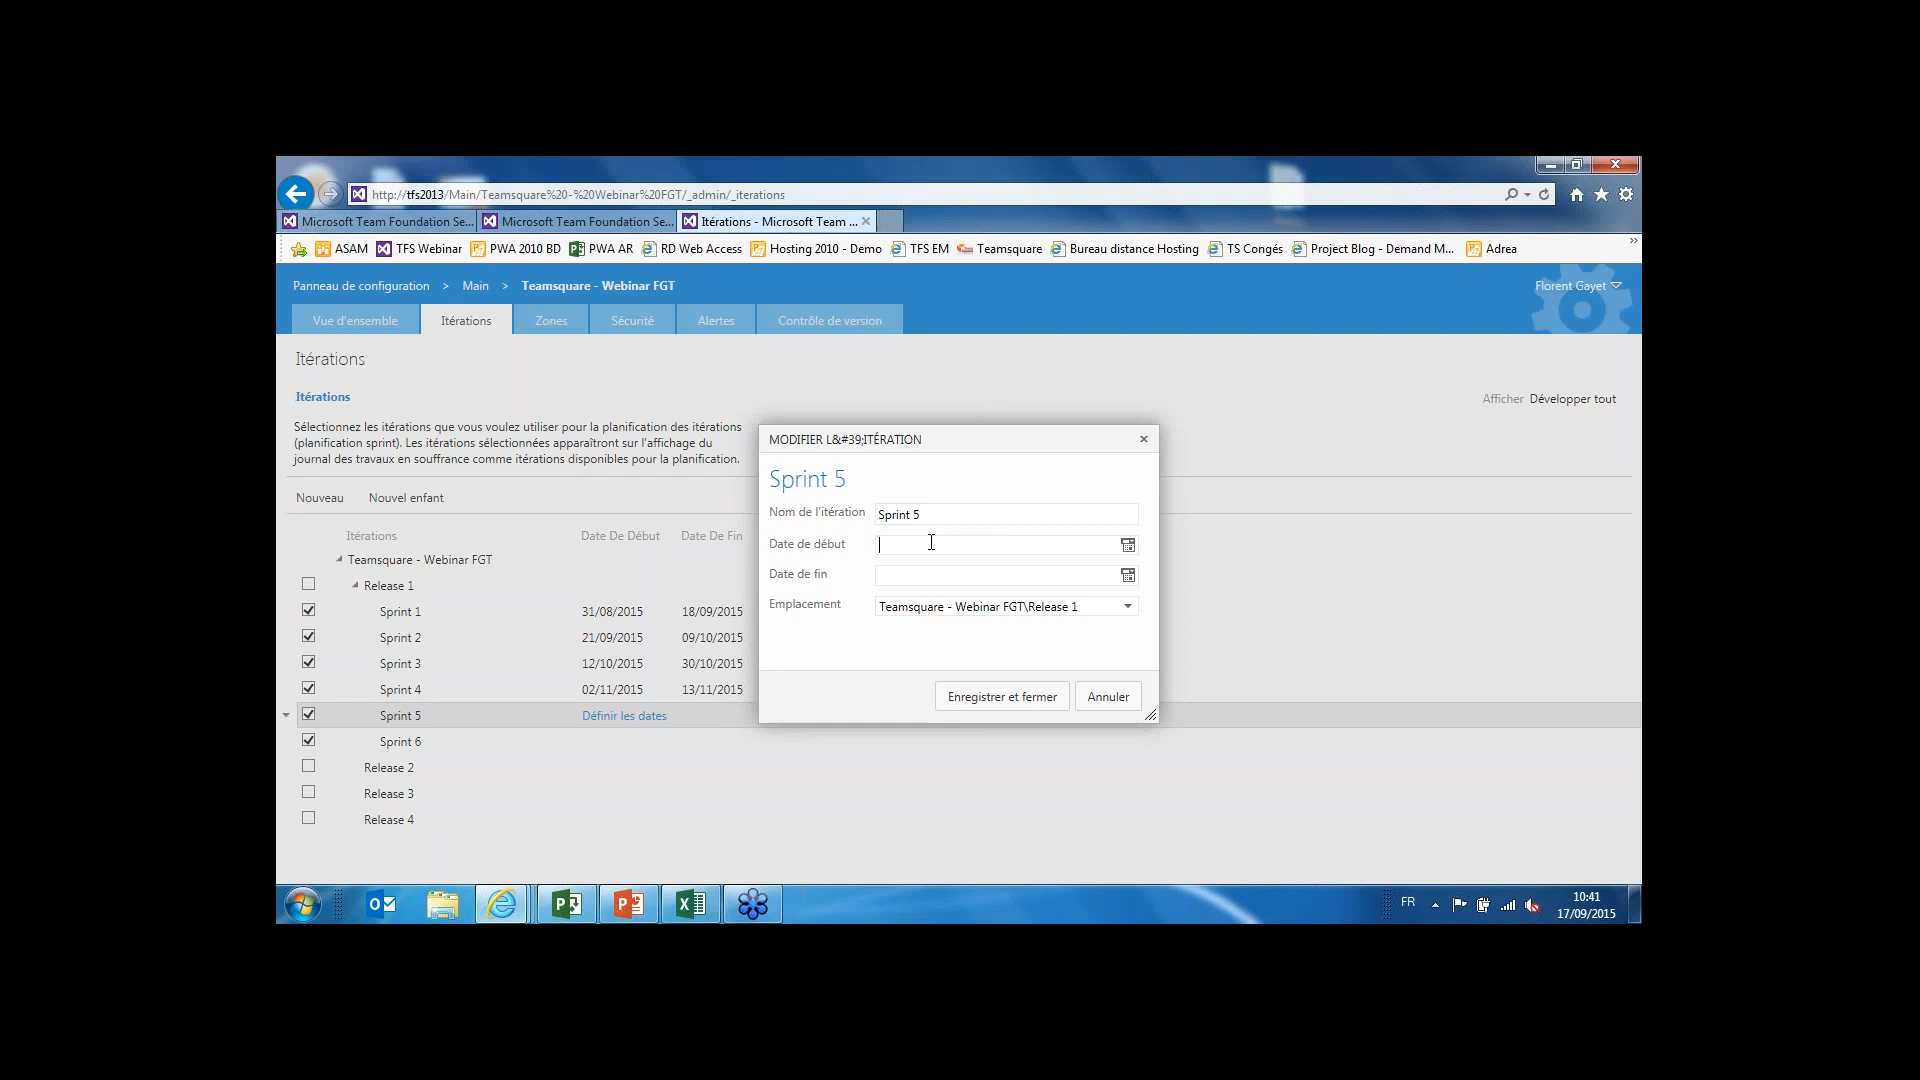 http://tfs2013/Main/Teamsquare%20-%20Webinar%20FGT/_admin/_iterations
Microsoft Team Foundation Se... Microsoft Team Foundation Se... Itérations - Microsoft Team ...
ASAM TFS Webinar PWA 2010 BD PWA AR RD Web Access Hosting 2010 - Demo TFS EM Teamsquare Bureau distance Hosting TS Congés Project Blog - Demand M... Adrea
Panneau de configuration > Main > Teamsquare - Webinar FGT Florent Gayet
Vue d'ensemble Itérations Zones Sécurité Alertes Contrôle de version
Itérations
Itérations
Afficher Développer tout
Sélectionnez les itérations que vous voulez utiliser pour la planification des itérations
(planification sprint). Les itérations sélectionnées apparaîtront sur l'affichage du
journal des travaux en souffrance comme itérations disponibles pour la planification.
Nouveau Nouvel enfant
Itérations Date De Début Date De Fin
Teamsquare - Webinar FGT
Release 1
Sprint 1 31/08/2015 18/09/2015
Sprint 2 21/09/2015 09/10/2015
Sprint 3 12/10/2015 30/10/2015
Sprint 4 02/11/2015 13/11/2015
Sprint 5 Définir les dates
Sprint 6
Release 2
Release 3
Release 4
MODIFIER L&#39;ITÉRATION
Sprint 5
Nom de l'itération Sprint 5
Date de début
Date de fin
Emplacement Teamsquare - Webinar FGT\Release 1
Enregistrer et fermer Annuler
FR
10:41
17/09/2015